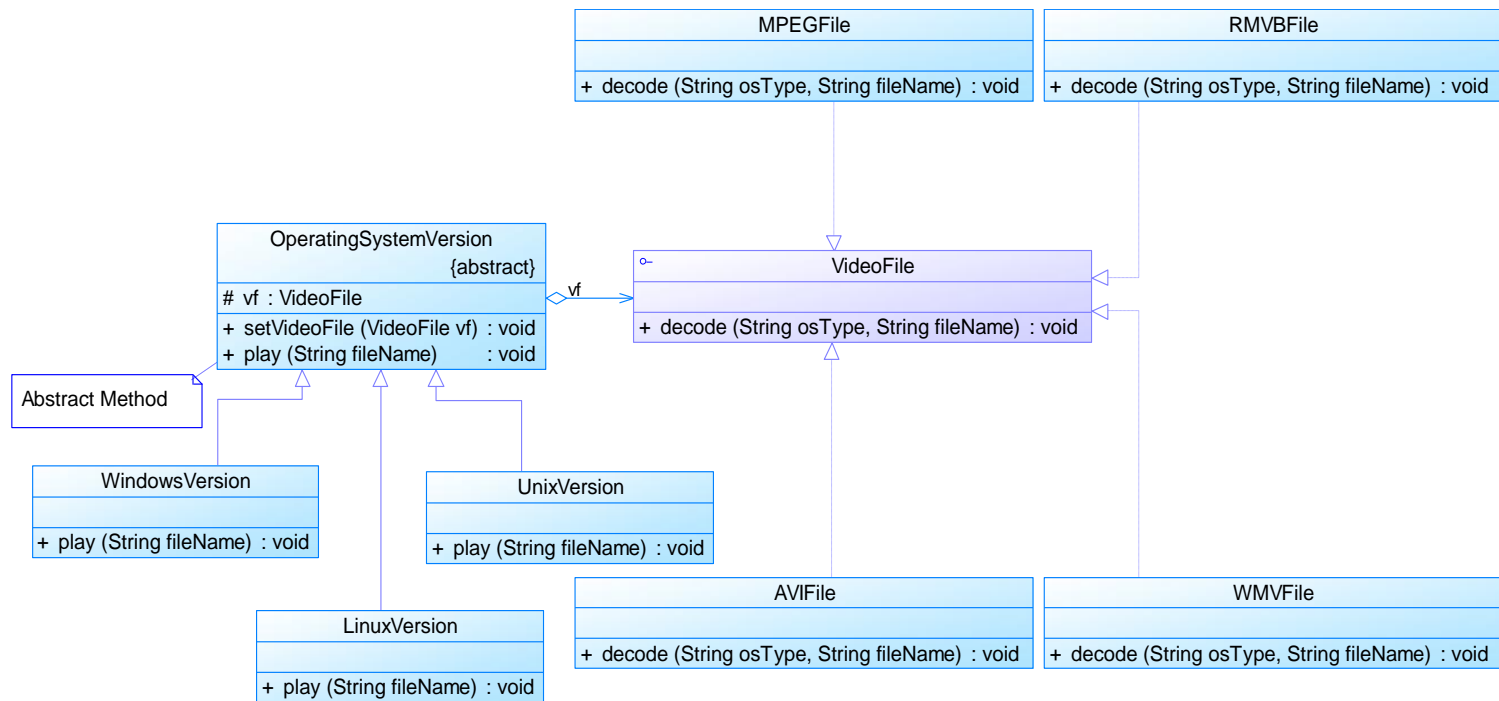 MPEGFile
+ decode (String osType, String fileName) : void
RMVBFile
+ decode (String osType, String fileName) : void
OperatingSystemVersion
{abstract}
# vf : VideoFile
+ setVideoFile (VideoFile vf) : void
+ play (String fileName) : void
vf
VideoFile
+ decode (String osType, String fileName) : void
Abstract Method
WindowsVersion
+ play (String fileName) : void
UnixVersion
+ play (String fileName) : void
LinuxVersion
+ play (String fileName) : void
AVIFile
+ decode (String osType, String fileName) : void
WMVFile
+ decode (String osType, String fileName) : void